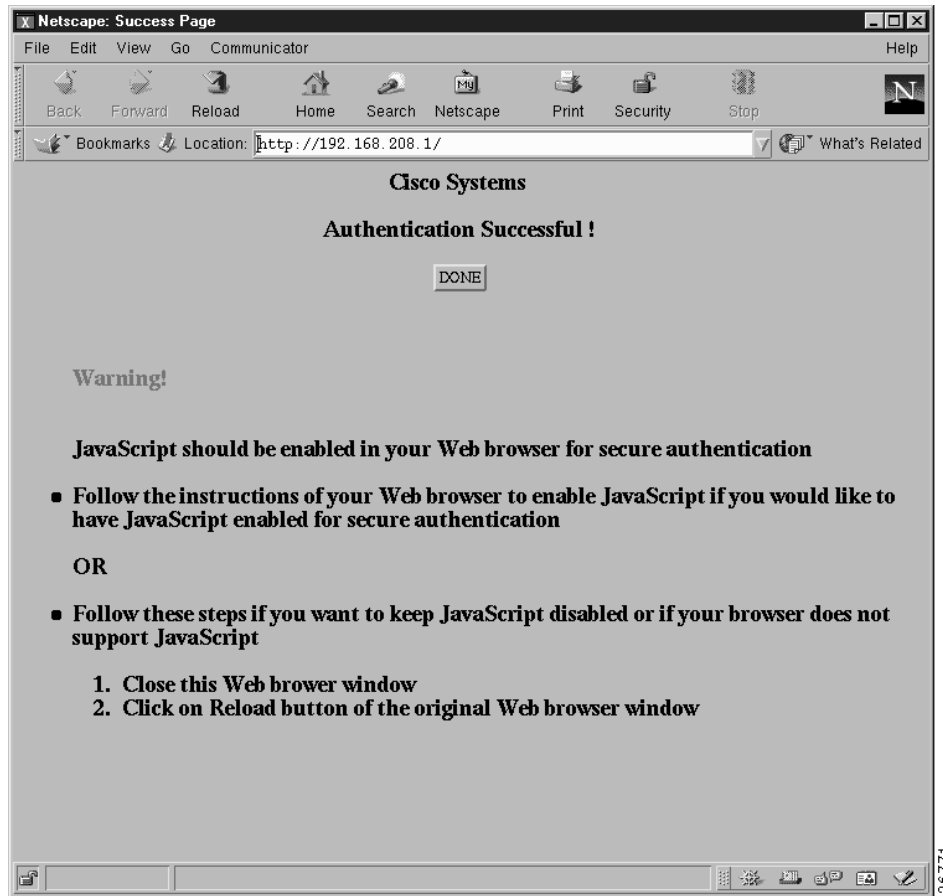 Netscape: Success Page
File Edit View Go Communicator Help
Back Forward Reload Home Search Netscape Print Security Stop
My
N
Bookmarks Location: http://192.168.208.1/ What's Related
Cisco Systems
Authentication Successful !
DONE
Warning!
JavaScript should be enabled in your Web browser for secure authentication
Follow the instructions of your Web browser to enable JavaScript if you would like to
have JavaScript enabled for secure authentication
OR
Follow these steps if you want to keep JavaScript disabled or if your browser does not
support JavaScript
1. Close this Web brower window
2. Click on Reload button of the original Web browser window